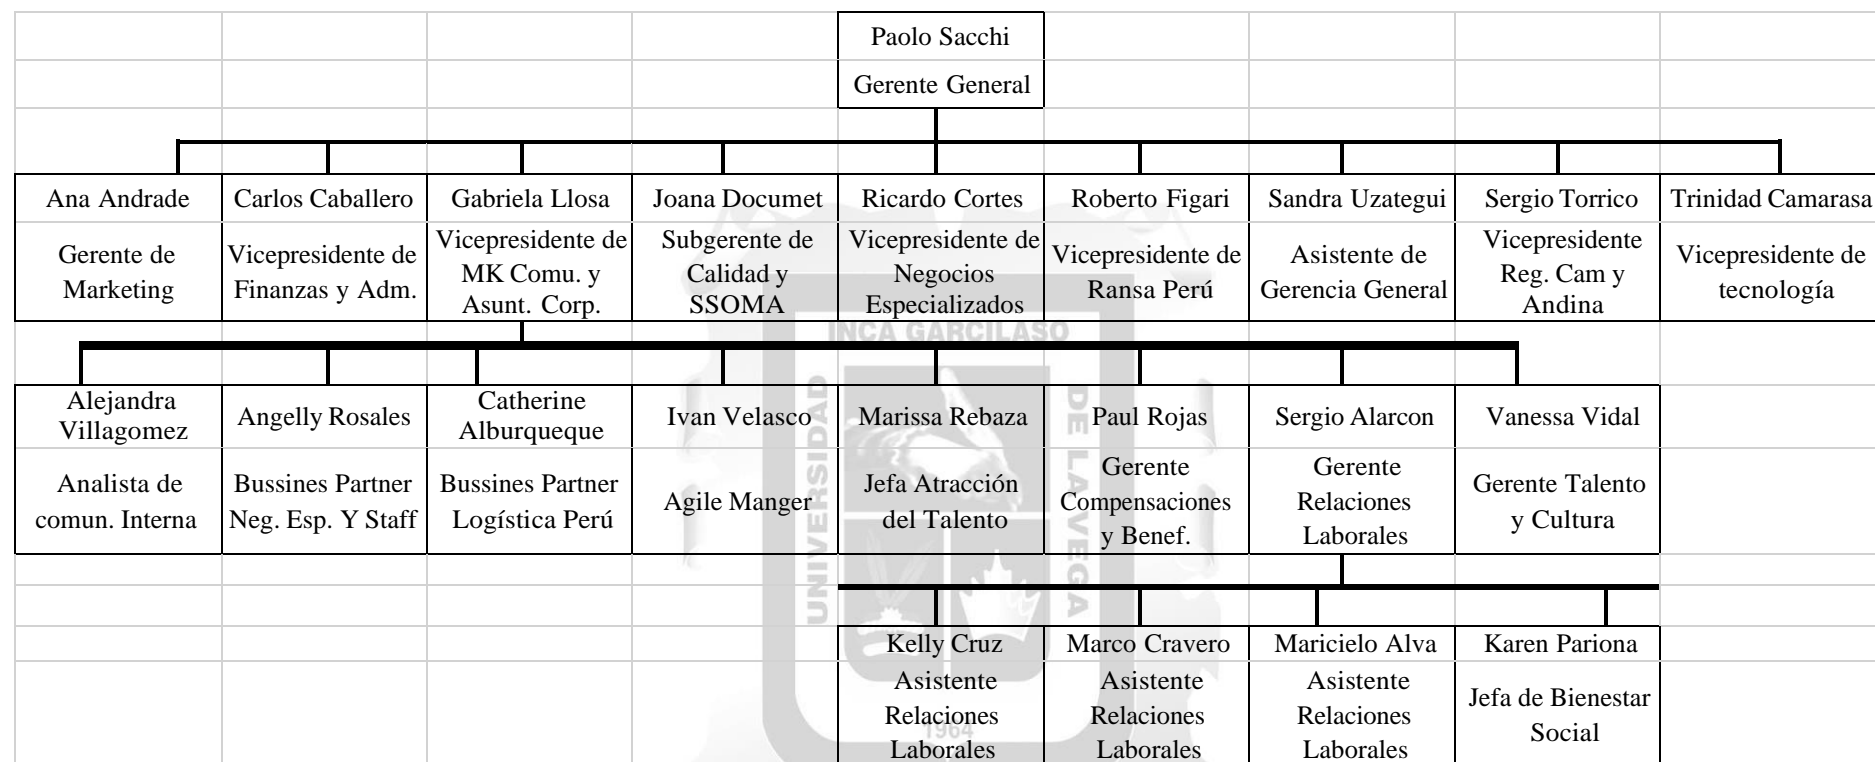 Paolo Sacchi
Gerente General
Ana Andrade
Carlos Caballero
Gabriela Llosa
Joana Documet
Ricardo Cortes
Roberto Figari
Sandra Uzategui
Sergio Torrico
Trinidad Camarasa
Gerente de
Marketing
Vicepresidente de
Finanzas y Adm.
Vicepresidente de
MK Comu. y
Asunt. Corp.
Subgerente de
Calidad y
SSOMA
Vicepresidente de
Negocios
Especializados
Vicepresidente de
Ransa Perú
Asistente de
Gerencia General
Vicepresidente
Reg. Cam y
Andina
Vicepresidente de
tecnología
INCA GARCILASO
UNIVERSIDAD
DE LA VEGA
Alejandra
Villagomez
Angelly Rosales
Catherine
Alburqueque
Ivan Velasco
Marissa Rebaza
Paul Rojas
Sergio Alarcon
Vanessa Vidal
Analista de
comun. Interna
Bussines Partner
Neg. Esp. Y Staff
Bussines Partner
Logística Perú
Agile Manger
Jefa Atracción
del Talento
Gerente
Compensaciones
y Benef.
Gerente
Relaciones
Laborales
Gerente Talento
y Cultura
Kelly Cruz
Marco Cravero
Maricielo Alva
Karen Pariona
Asistente
Relaciones
Laborales
Asistente
Relaciones
Laborales
Asistente
Relaciones
Laborales
Jefa de Bienestar
Social
1964